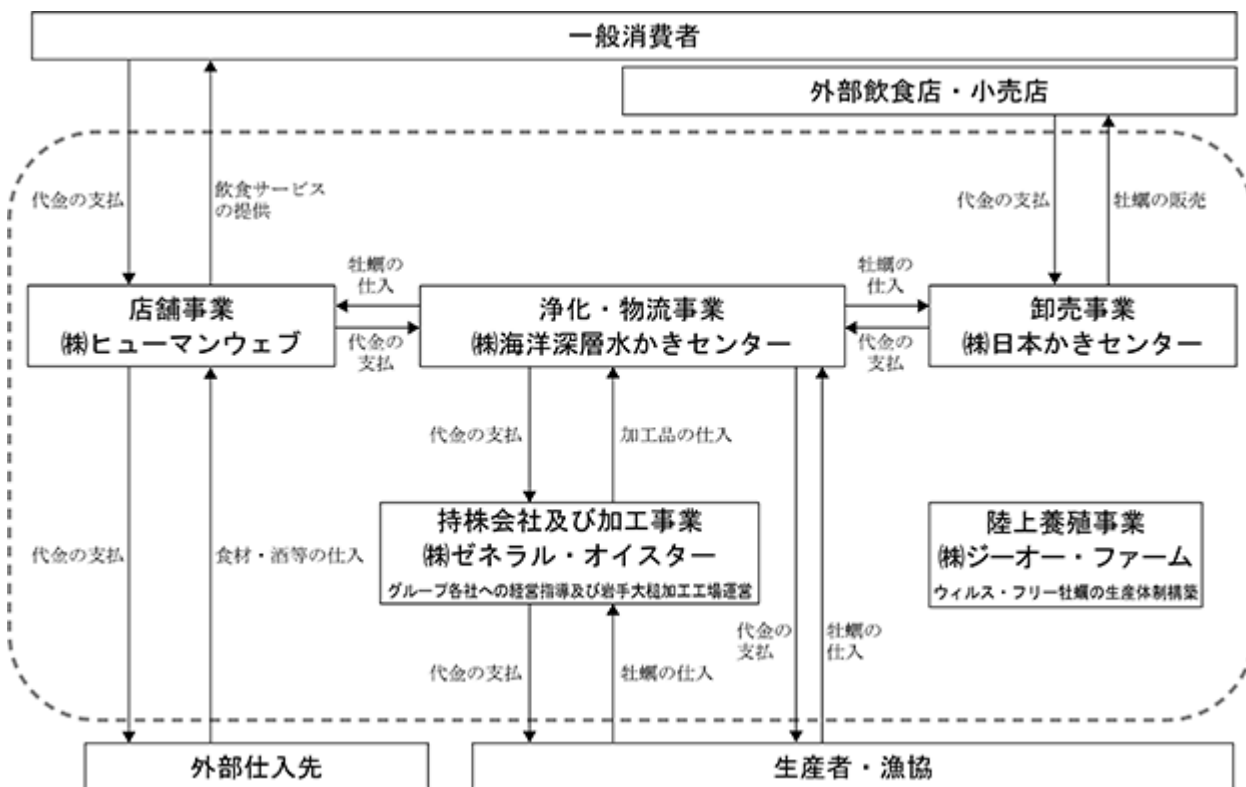 一般消費者
外部飲食店・小売店
代金の支払
飲食サービス
の提供
代金の支払
牡蠣の販売
牡蠣の
仕入
牡蠣の
仕入
店舗事業
㈱ヒューマンウェブ
浄化・物流事業
㈱海洋深層水かきセンター
卸売事業
㈱日本かきセンター
代金の
支払
代金の
支払
代金の支払
加工品の仕入
持株会社及び加工事業
㈱ゼネラル・オイスター
グループ各社への経営指導及び岩手大槌加工工場運営
陸上養殖事業
㈱ジーオー・ファーム
ウィルス・フリー牡蠣の生産体制構築
代金の支払
食材・酒等の仕入
代金の支払
牡蠣の仕入
代金の
支払
牡蠣の
仕入
外部仕入先
生産者・漁協